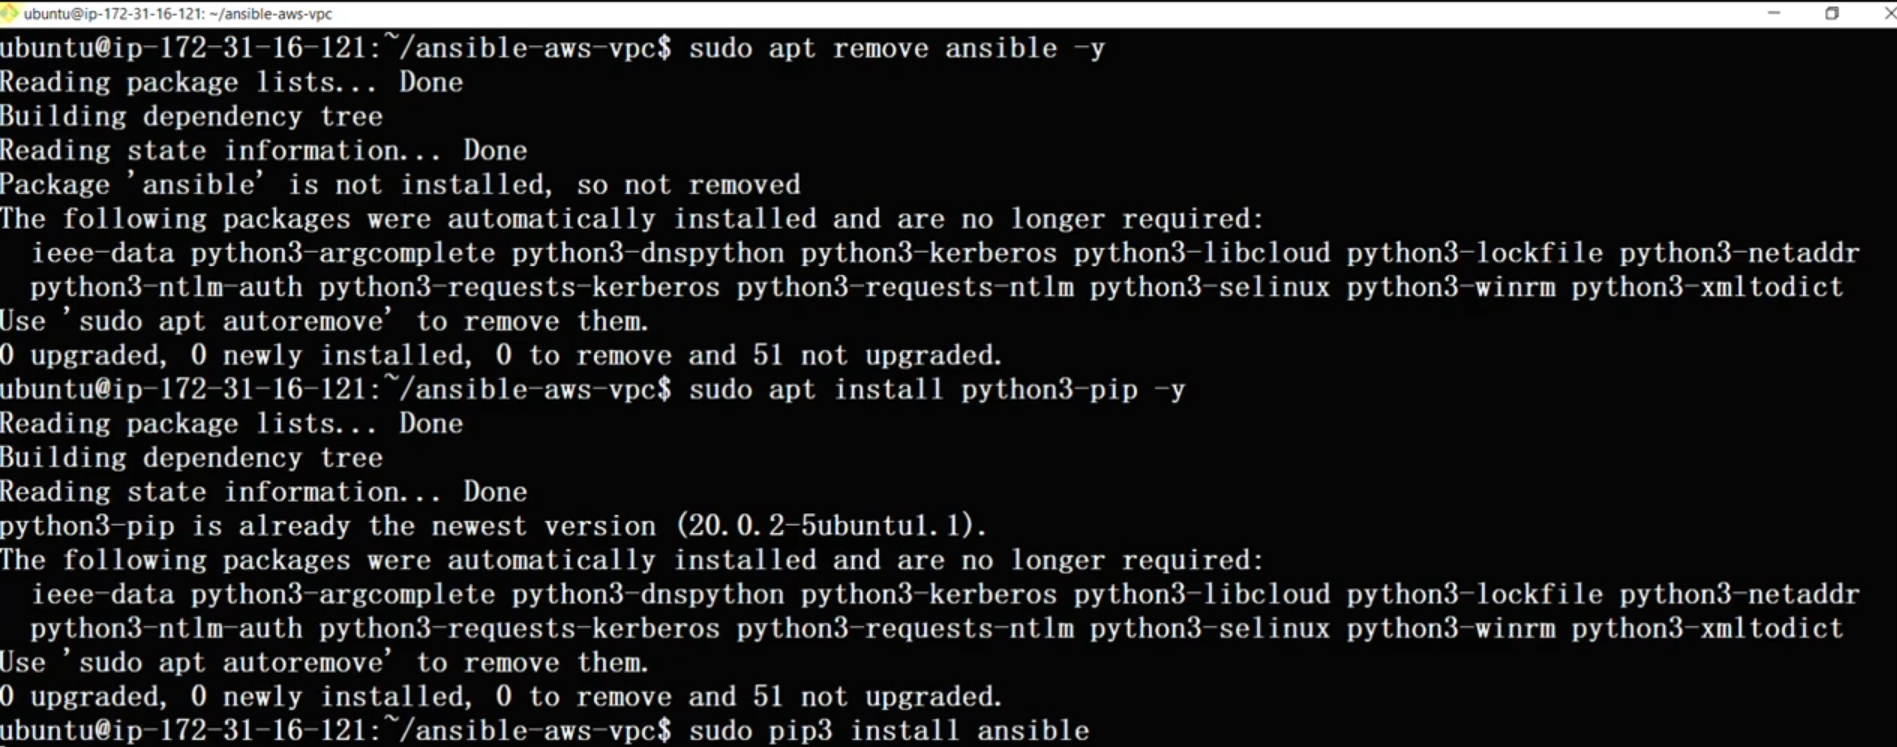 ubuntu@ip-172-31-16-121: ~/ansible-aws-vpc
ubuntu@ip-172-31-16-121:~/ansible-aws-vpc$ sudo apt remove ansible -y
Reading package lists... Done
Building dependency tree
Reading state information... Done
Package 'ansible' is not installed, so not removed
The following packages were automatically installed and are no longer required:
  ieee-data python3-argcomplete python3-dnspython python3-kerberos python3-libcloud python3-lockfile python3-netaddr
  python3-ntlm-auth python3-requests-kerberos python3-requests-ntlm python3-selinux python3-winrm python3-xmltodict
Use 'sudo apt autoremove' to remove them.
0 upgraded, 0 newly installed, 0 to remove and 51 not upgraded.
ubuntu@ip-172-31-16-121:~/ansible-aws-vpc$ sudo apt install python3-pip -y
Reading package lists... Done
Building dependency tree
Reading state information... Done
python3-pip is already the newest version (20.0.2-5ubuntu1.1).
The following packages were automatically installed and are no longer required:
  ieee-data python3-argcomplete python3-dnspython python3-kerberos python3-libcloud python3-lockfile python3-netaddr
  python3-ntlm-auth python3-requests-kerberos python3-requests-ntlm python3-selinux python3-winrm python3-xmltodict
Use 'sudo apt autoremove' to remove them.
0 upgraded, 0 newly installed, 0 to remove and 51 not upgraded.
ubuntu@ip-172-31-16-121:~/ansible-aws-vpc$ sudo pip3 install ansible